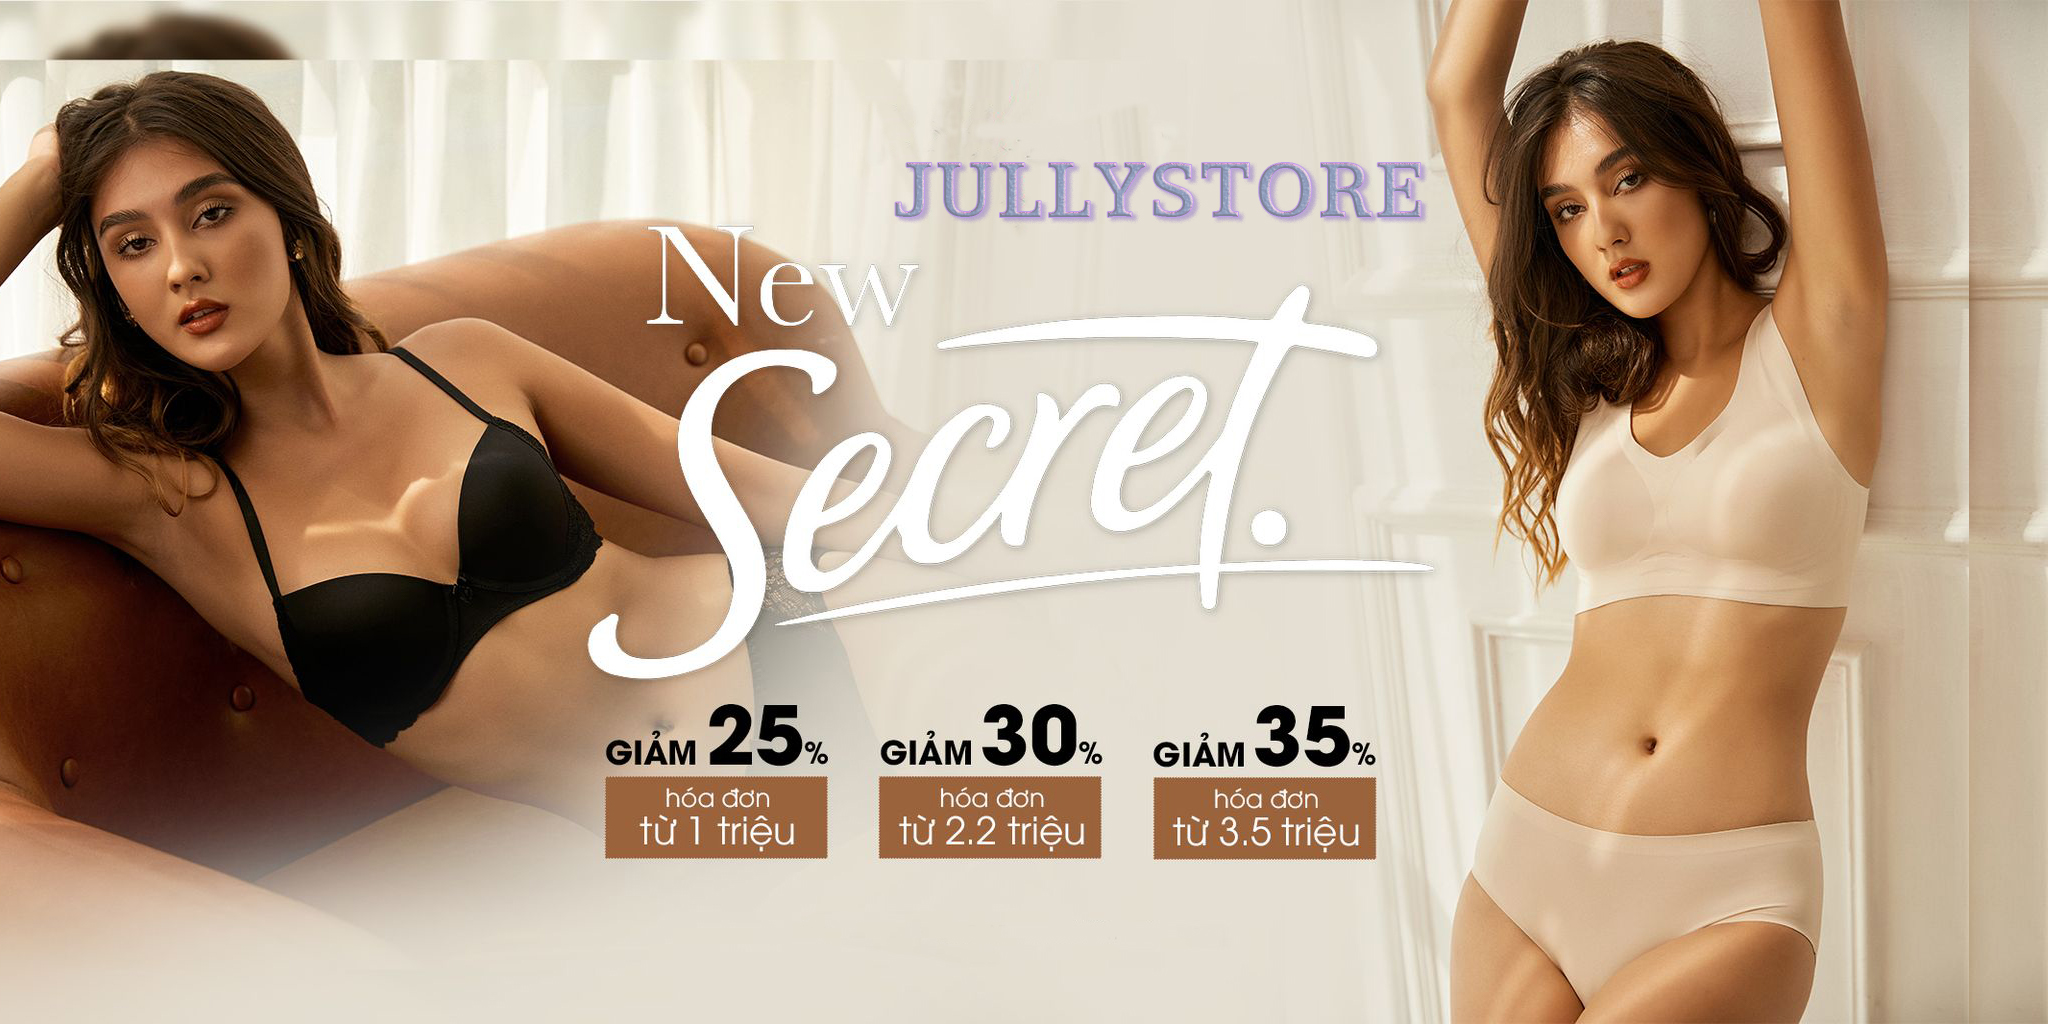 JULLYSTORE
New
Secret.
GIẢM 25%
hóa đơn
từ 1 triệu
GIẢM 30%
hóa đơn
từ 2.2 triệu
GIẢM 35%
hóa đơn
từ 3.5 triệu